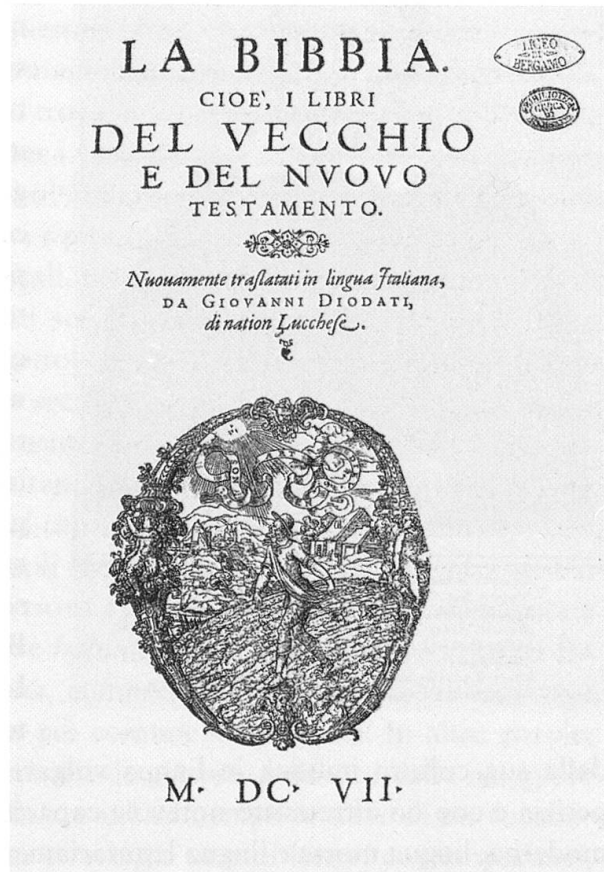 LA BIBBIA.
CIOE', I LIBRI
DEL VECCHIO
E DEL NVOVO
TESTAMENTO.
Nuouamente traslatati in lingua Italiana,
DA GIOVANNI DIODATI,
di nation Lucchese.
M. DC. VII.
LICEO
BERGAMO